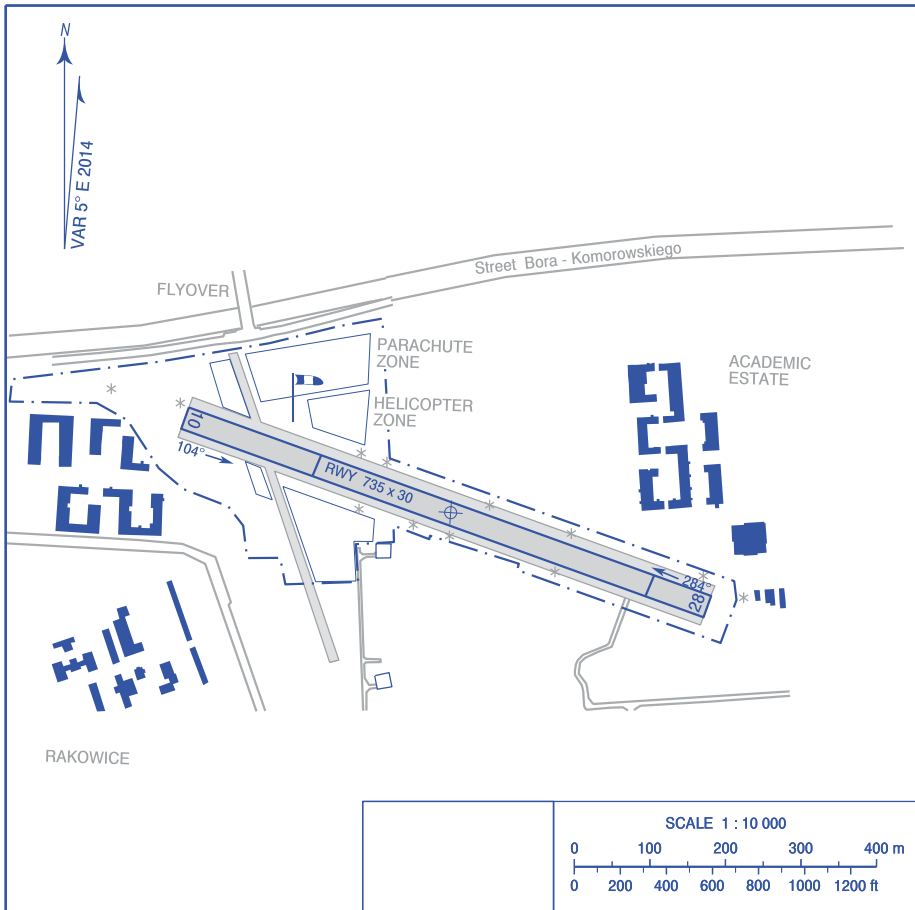 N
VAR 5° E 2014
Street Bora - Komorowskiego
FLYOVER
PARACHUTE
ZONE
ACADEMIC
ESTATE
HELICOPTER
ZONE
10
104°
RWY 735 x 30
284°
28
RAKOWICE
SCALE 1 : 10 000
0 100 200 300 400 m
0 200 400 600 800 1000 1200 ft